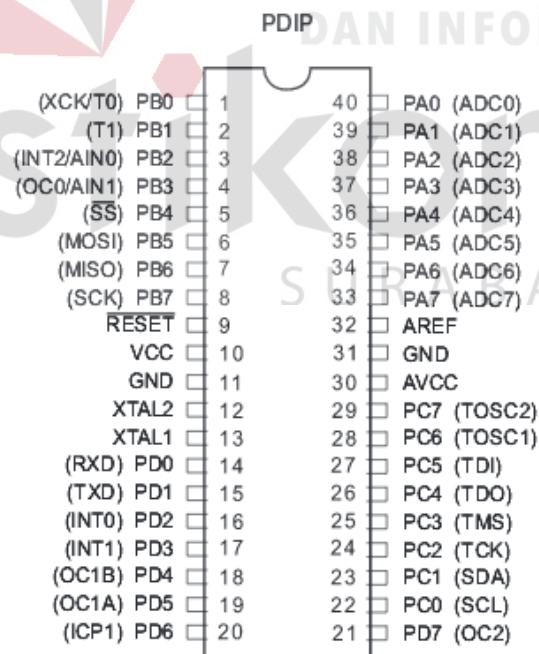 PDIP
DAN INFO
stiko
SURABA
(XCK/T0) PB0 1 40 PA0 (ADC0)
(T1) PB1 2 39 PA1 (ADC1)
(INT2/AIN0) PB2 3 38 PA2 (ADC2)
(OC0/AIN1) PB3 4 37 PA3 (ADC3)
(SS) PB4 5 36 PA4 (ADC4)
(MOSI) PB5 6 35 PA5 (ADC5)
(MISO) PB6 7 34 PA6 (ADC6)
(SCK) PB7 8 33 PA7 (ADC7)
RESET 9 32 AREF
VCC 10 31 GND
GND 11 30 AVCC
XTAL2 12 29 PC7 (TOSC2)
XTAL1 13 28 PC6 (TOSC1)
(RXD) PD0 14 27 PC5 (TDI)
(TXD) PD1 15 26 PC4 (TDO)
(INT0) PD2 16 25 PC3 (TMS)
(INT1) PD3 17 24 PC2 (TCK)
(OC1B) PD4 18 23 PC1 (SDA)
(OC1A) PD5 19 22 PC0 (SCL)
(ICP1) PD6 20 21 PD7 (OC2)